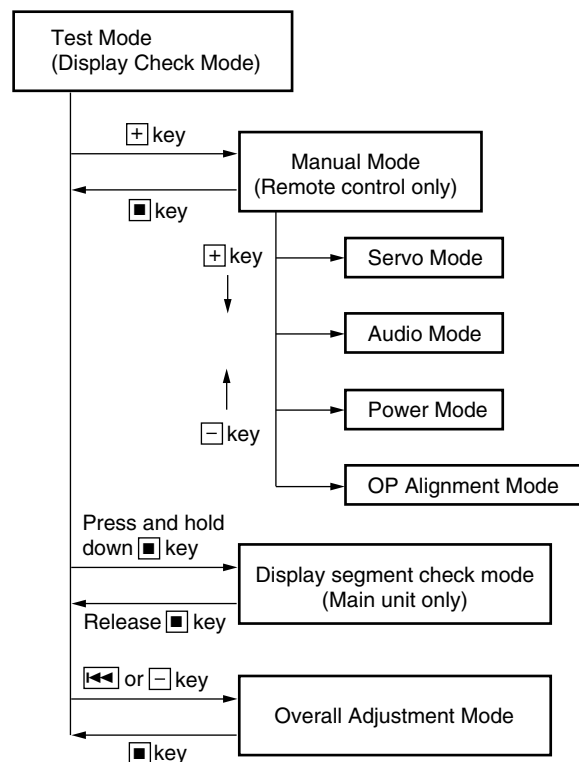 Test Mode
(Display Check Mode)
+ key
Manual Mode
(Remote control only)
■ key
+ key
Servo Mode
Audio Mode
Power Mode
− key
OP Alignment Mode
Press and hold
down ■ key
Display segment check mode
(Main unit only)
Release ■ key
⏮ or − key
Overall Adjustment Mode
■ key